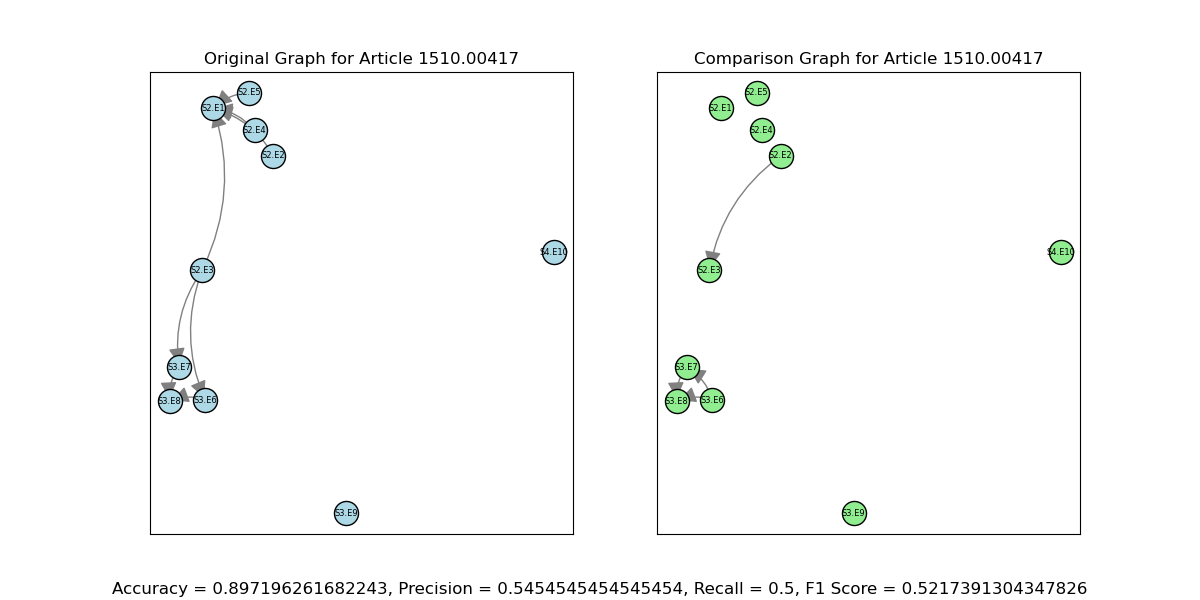 Original Graph for Article 1510.00417
Comparison Graph for Article 1510.00417
S2.E5
S2.E1
S2.E4
S2.E2
S4.E10
S2.E3
S3.E7
S3.E8
S3.E6
S3.E9
S2.E5
S2.E1
S2.E4
S2.E2
S4.E10
S2.E3
S3.E7
S3.E8
S3.E6
S3.E9
Accuracy = 0.897196261682243, Precision = 0.5454545454545454, Recall = 0.5, F1 Score = 0.5217391304347826